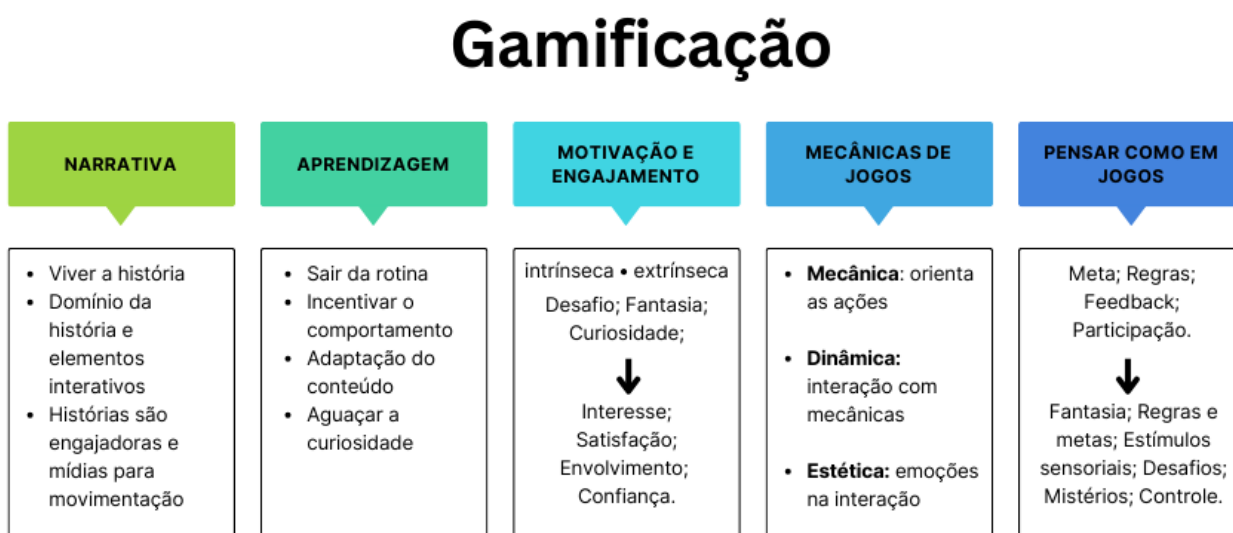 Gamificação
NARRATIVA
• Viver a história
• Domínio da
história e
elementos
interativos
• Histórias são
engajadoras e
mídias para
movimentação
APRENDIZAGEM
• Sair da rotina
• Incentivar o
comportamento
• Adaptação do
conteúdo
• Aguaçar a
curiosidade
MOTIVAÇÃO E
ENGAJAMENTO
intrínseca • extrínseca
Desafio; Fantasia;
Curiosidade;
Interesse;
Satisfação;
Envolvimento;
Confiança.
MECÂNICAS DE
JOGOS
• Mecânica: orienta
as ações
• Dinâmica:
interação com
mecânicas
• Estética: emoções
na interação
PENSAR COMO EM
JOGOS
Meta; Regras;
Feedback;
Participação.
Fantasia; Regras e
metas; Estímulos
sensoriais; Desafios;
Mistérios; Controle.